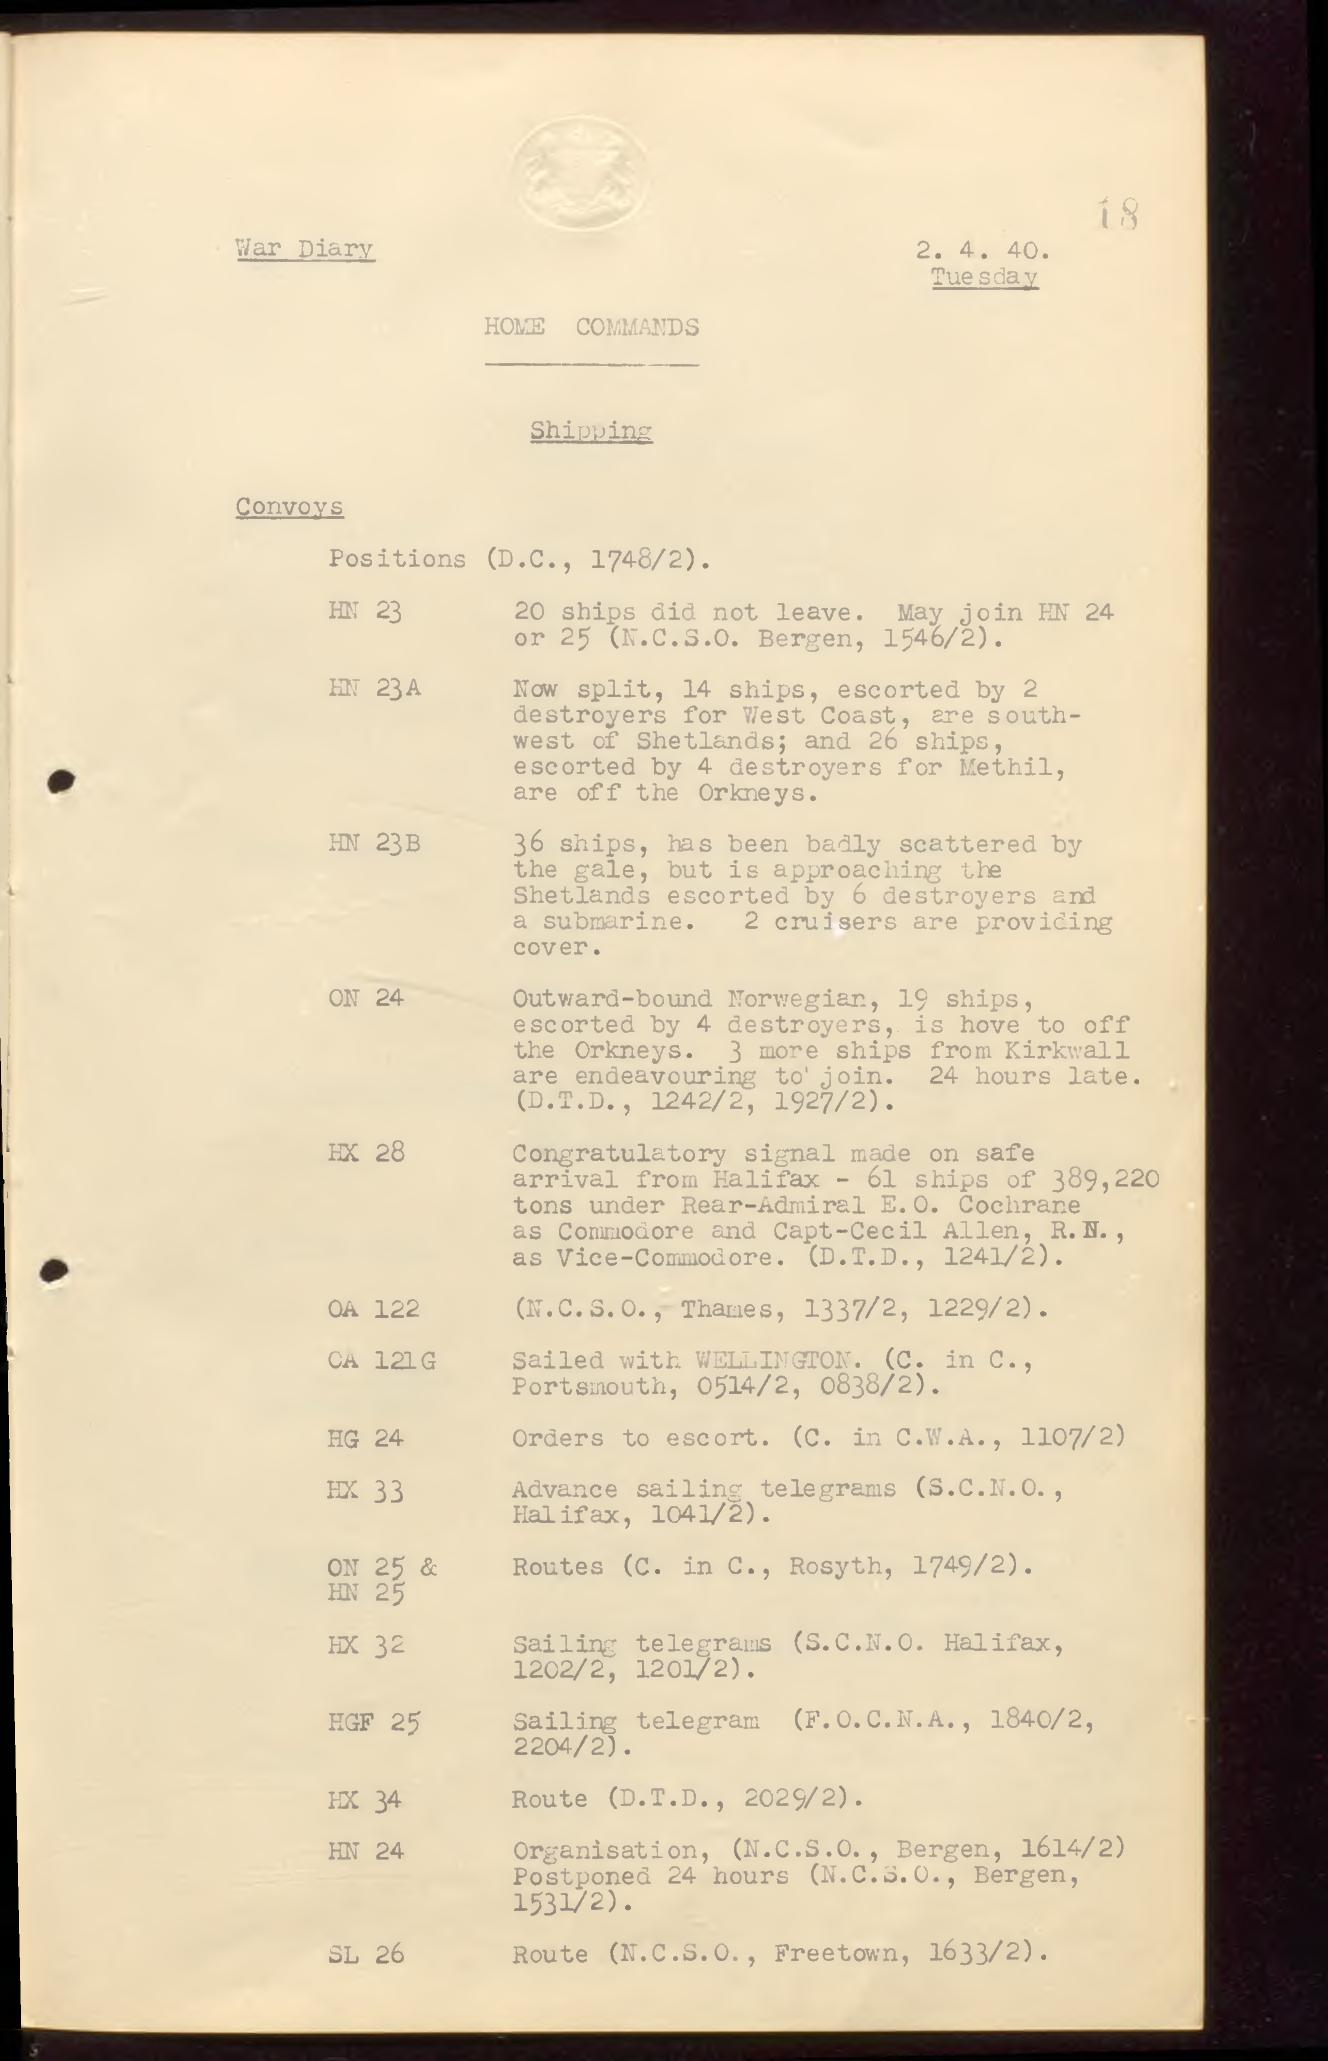 18
War Diary
2. 4. 40.
Tuesday
HOME COMMANDS
Shipping
Convoys
Positions (D.C., 1748/2).
HN 23 20 ships did not leave. May join HN 24
or 25 (N.C.S.O. Bergen, 1546/2).
HN 23A Now split, 14 ships, escorted by 2
destroyers for West Coast, are south-
west of Shetlands; and 26 ships,
escorted by 4 destroyers for Methil,
are off the Orkneys.
HN 23B 36 ships, has been badly scattered by
the gale, but is approaching the
Shetlands escorted by 6 destroyers and
a submarine. 2 cruisers are providing
cover.
ON 24 Outward-bound Norwegian, 19 ships,
escorted by 4 destroyers, is hove to off
the Orkneys. 3 more ships from Kirkwall
are endeavouring to' join. 24 hours late.
(D.T.D., 1242/2, 1927/2).
HX 28 Congratulatory signal made on safe
arrival from Halifax - 61 ships of 389,220
tons under Rear-Admiral E.O. Cochrane
as Commodore and Capt-Cecil Allen, R.N.,
as Vice-Commodore. (D.T.D., 1241/2).
OA 122 (N.C.S.O., Thames, 1337/2, 1229/2).
OA 121G Sailed with WELLINGTON. (C. in C.,
Portsmouth, 0514/2, 0838/2).
HG 24 Orders to escort. (C. in C.W.A., 1107/2)
HX 33 Advance sailing telegrams (S.C.N.O.,
Halifax, 1041/2).
ON 25 & Routes (C. in C., Rosyth, 1749/2).
HN 25
HX 32 Sailing telegrams (S.C.N.O. Halifax,
1202/2, 1201/2).
HGF 25 Sailing telegram (F.O.C.N.A., 1840/2,
2204/2).
HX 34 Route (D.T.D., 2029/2).
HN 24 Organisation, (N.C.S.O., Bergen, 1614/2)
Postponed 24 hours (N.C.S.O., Bergen,
1531/2).
SL 26 Route (N.C.S.O., Freetown, 1633/2).